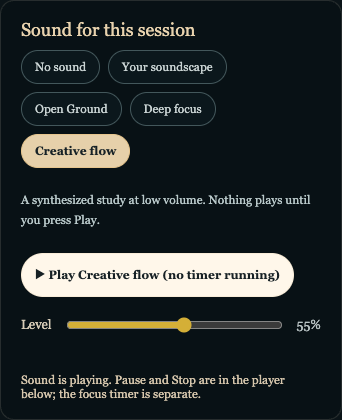 Sound for this session
No sound
Your soundscape
Open Ground
Deep focus
Creative flow
A synthesized study at low volume. Nothing plays until
you press Play.
▶ Play Creative flow (no timer running)
Level
55%
Sound is playing. Pause and Stop are in the player
below; the focus timer is separate.